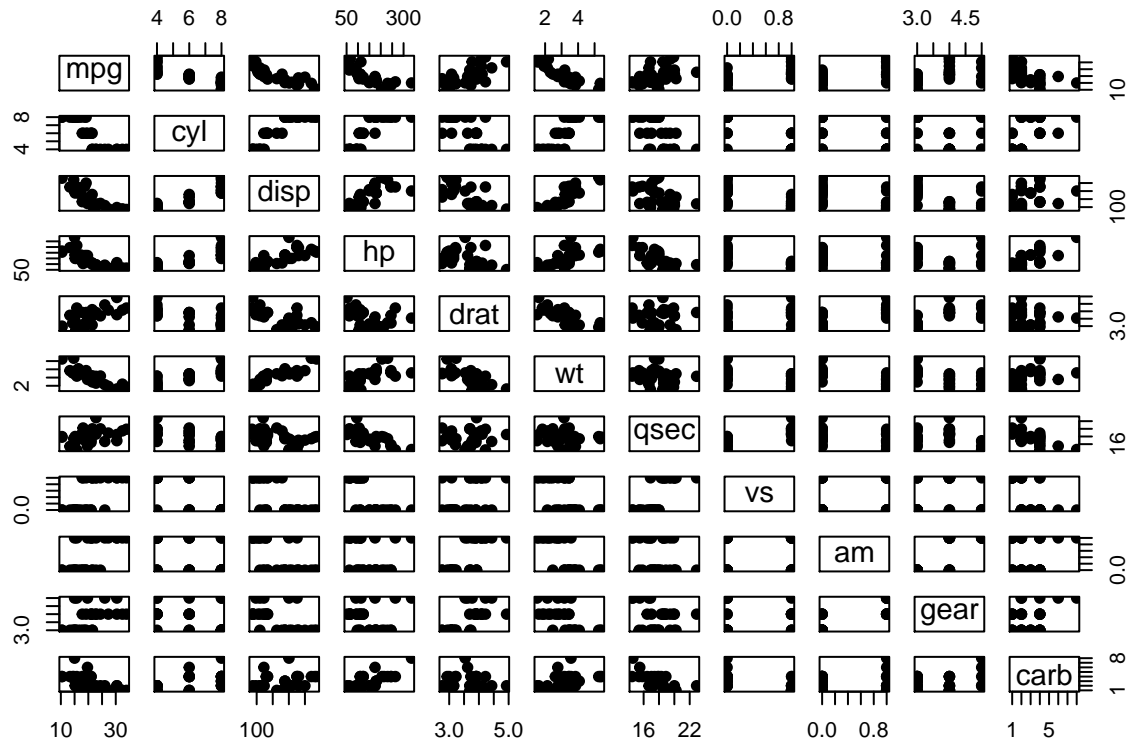 4 6 8 50 300 2 4 0.0 0.8 3.0 4.5
mpg 10
8 4 cyl
disp 100
50 hp
drat 3.0
2 wt
qsec 16
0.0 vs
am 0.0
3.0 gear
carb 1 8
10 30 100 3.0 5.0 16 22 0.0 0.8 1 5